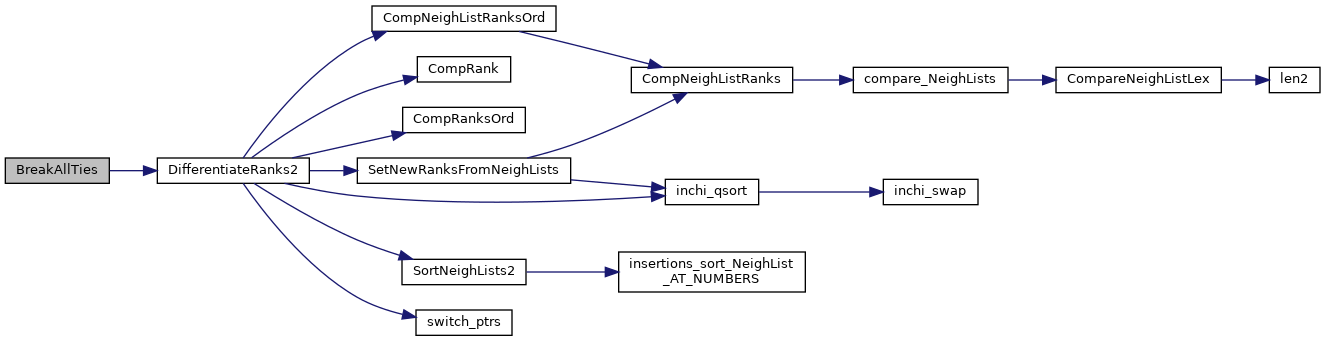 CompNeighListRanksOrd
CompRank
CompNeighListRanks
compare_NeighLists
CompareNeighListLex
len2
CompRanksOrd
BreakAllTies
DifferentiateRanks2
SetNewRanksFromNeighLists
inchi_qsort
inchi_swap
SortNeighLists2
insertions_sort_NeighList
_AT_NUMBERS
switch_ptrs